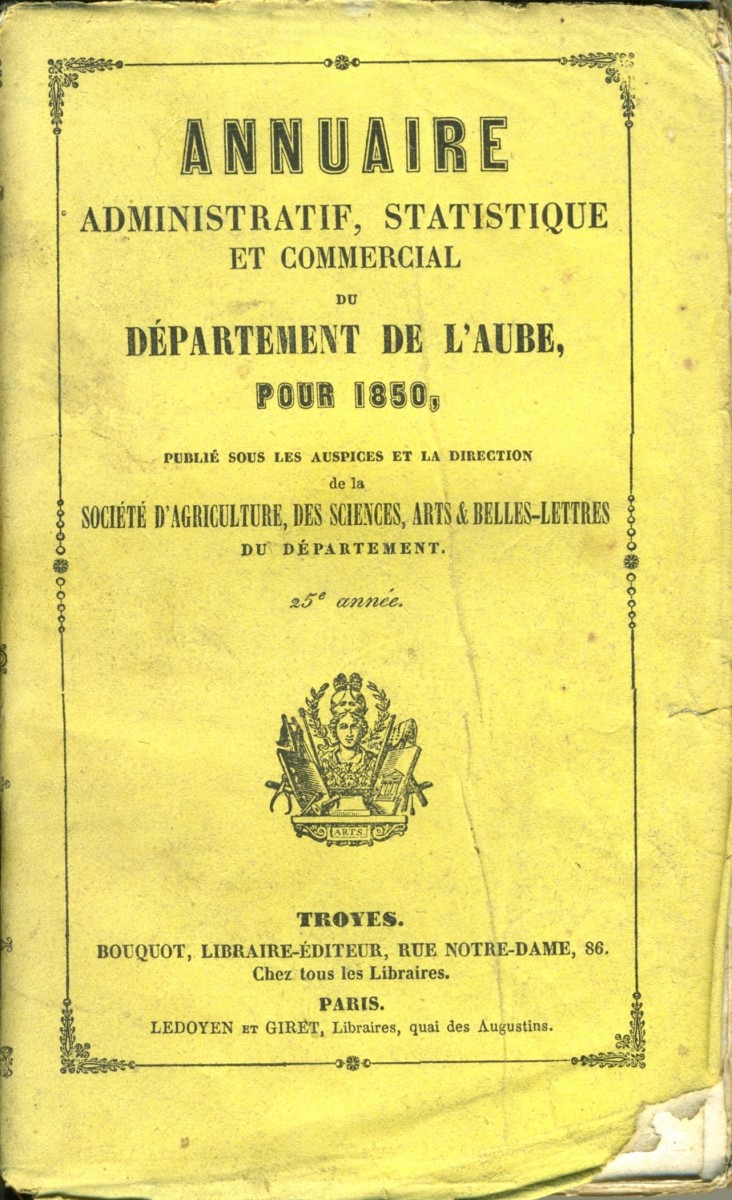 ANNUAIRE
ADMINISTRATIF, STATISTIQUE
ET COMMERCIAL
DU
DÉPARTEMENT DE L'AUBE,
POUR 1850,
PUBLIÉ SOUS LES AUSPICES ET LA DIRECTION
de la
SOCIÉTÉ D'AGRICULTURE, DES SCIENCES, ARTS & BELLES-LETTRES
DU DÉPARTEMENT.
25e année.
ARTS.
TROYES.
BOUQUOT, LIBRAIRE-ÉDITEUR, RUE NOTRE-DAME, 86.
Chez tous les Libraires.
PARIS.
LEDOYEN ET GIRET, Libraires, quai des Augustins.